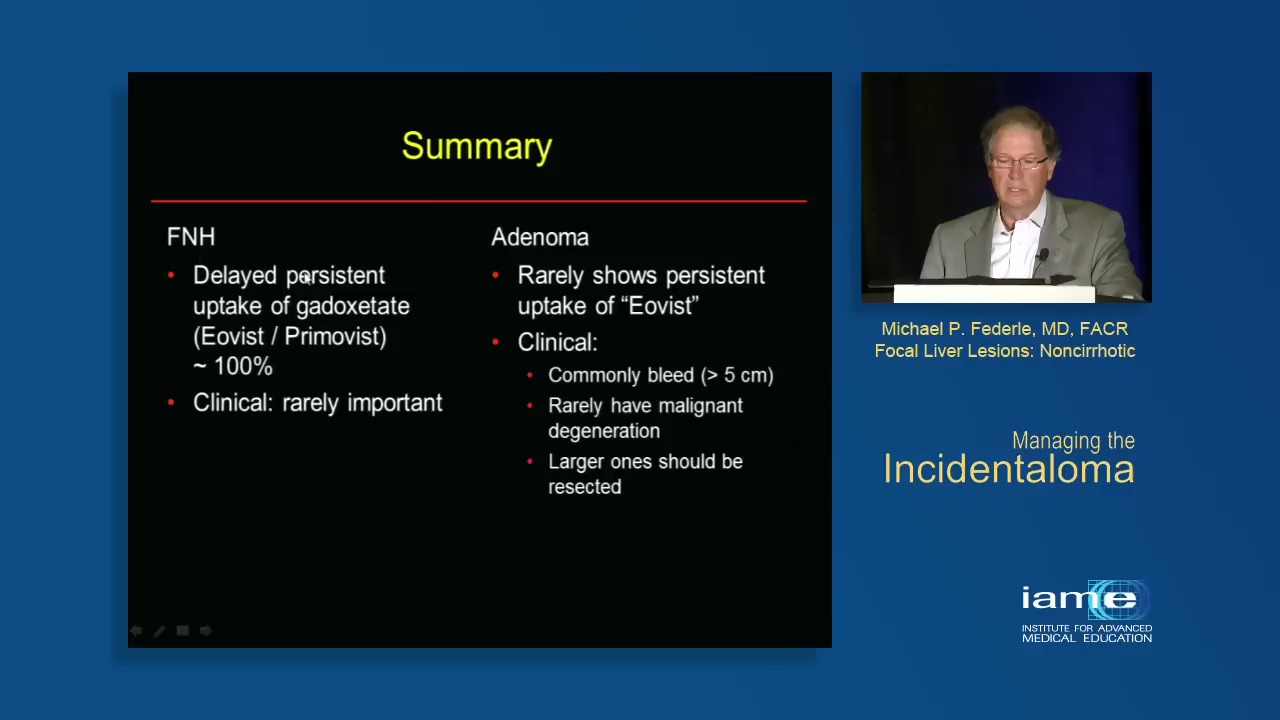 Summary
FNH
• Delayed persistent
uptake of gadoxetate
(Eovist / Primovist)
~ 100%
• Clinical: rarely important
Adenoma
• Rarely shows persistent
uptake of “Eovist”
• Clinical:
• Commonly bleed (> 5 cm)
• Rarely have malignant
degeneration
• Larger ones should be
resected
Michael P. Federle, MD, FACR
Focal Liver Lesions: Noncirrhotic
Managing the
Incidentaloma
iame
INSTITUTE FOR ADVANCED
MEDICAL EDUCATION